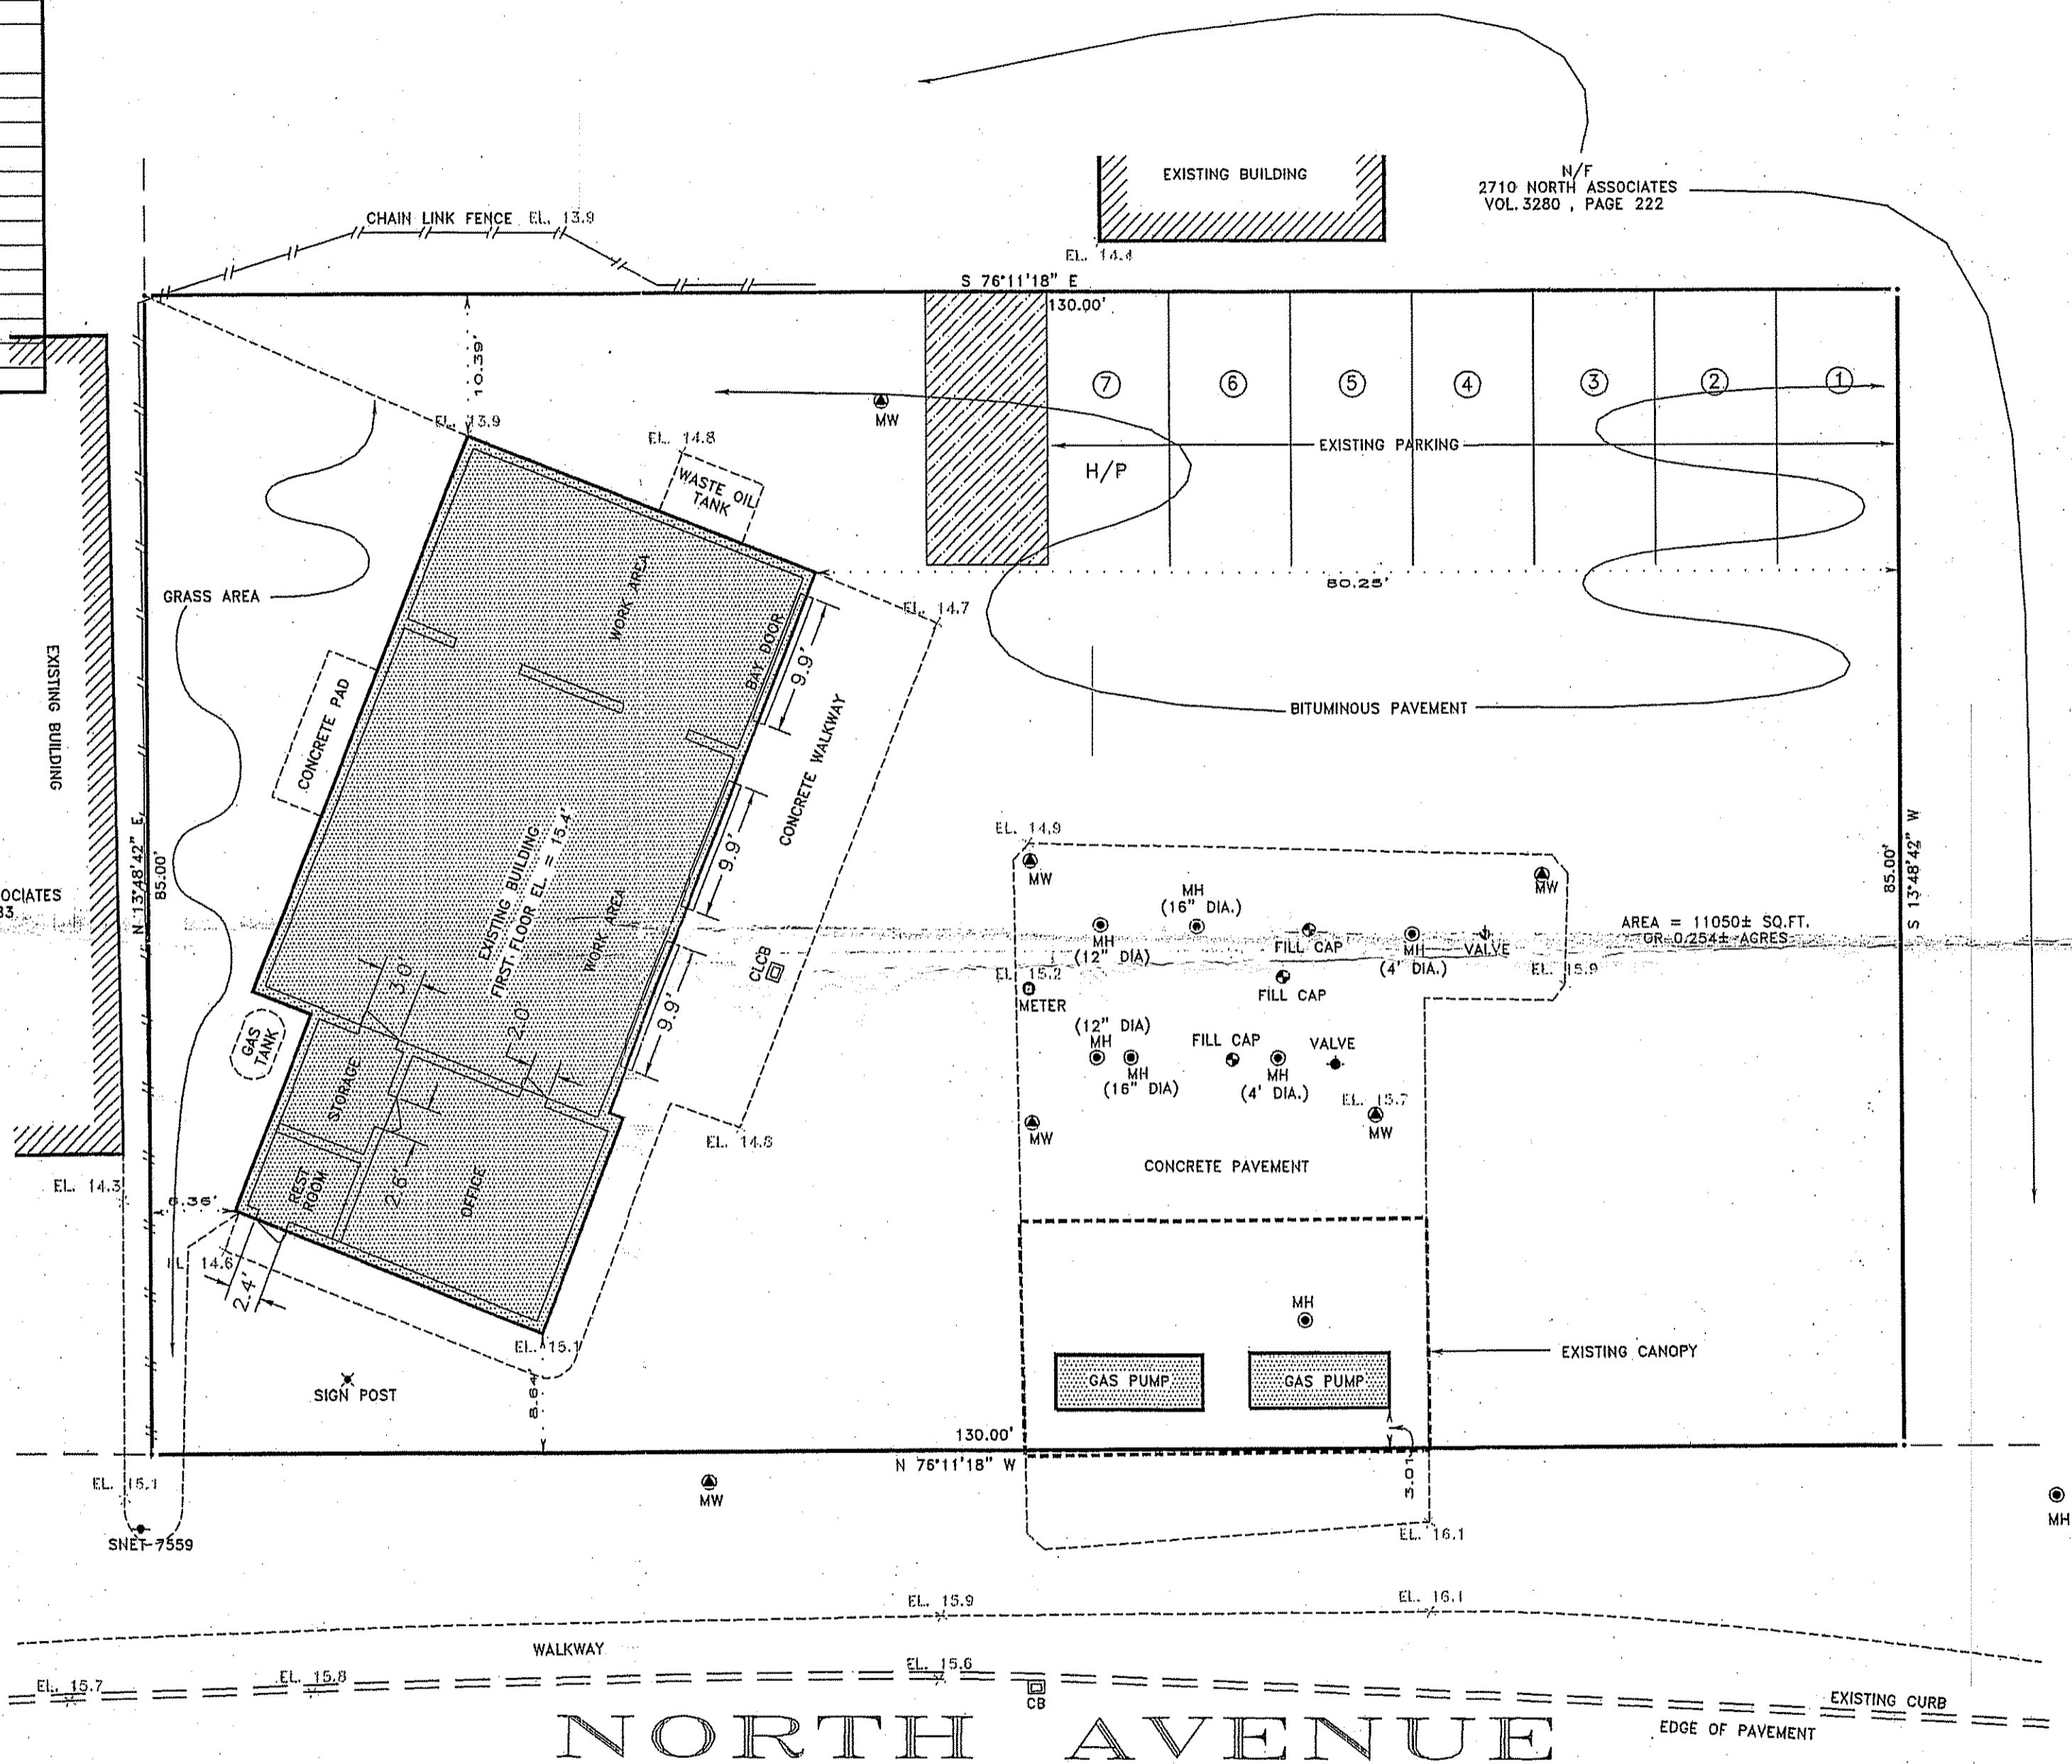 N/F
2710 NORTH ASSOCIATES
VOL. 3280 , PAGE 222
EXISTING BUILDING
EL. 14.4
CHAIN LINK FENCE EL. 13.9
S 76°11'18" E
130.00'
10.39'
EL. 13.9
EL. 14.8
WASTE OIL
TANK
MW
7
6
5
4
3
2
1
EXISTING PARKING
H/P
80.25'
EL. 14.7
GRASS AREA
WORK AREA
BAY DOOR
9.9'
CONCRETE WALKWAY
BITUMINOUS PAVEMENT
EXISTING BUILDING
CONCRETE PAD
N 13°48'42" E
85.00'
OCIATES
33
EXISTING BUILDING
FIRST FLOOR EL. = 15.4'
WORK AREA
9.9'
9.9'
CLCB
3.0'
2.0'
GAS
TANK
STORAGE
REST
ROOM
2.6'
OFFICE
EL. 14.8
EL. 14.9
MW
MW
MH
(16" DIA.)
MH
(12" DIA)
FILL CAP
MH
(4' DIA.)
VALVE
EL. 15.9
EL. 15.2
METER
FILL CAP
(12" DIA)
MH
MH
(16" DIA)
FILL CAP
MH
(4' DIA.)
VALVE
EL. 15.7
MW
MW
CONCRETE PAVEMENT
AREA = 11050± SQ.FT.
OR 0.254± ACRES
85.00'
S 13°48'42" W
EL. 14.3
6.36'
EL. 14.6
2.4'
EL. 15.1
8.64'
SIGN POST
MH
GAS PUMP
GAS PUMP
EXISTING CANOPY
130.00'
N 76°11'18" W
3.01'
EL. 15.1
SNET-7559
MW
EL. 16.1
MH
EL. 15.9
EL. 16.1
WALKWAY
EL. 15.7
EL. 15.8
EL. 15.6
CB
EXISTING CURB
EDGE OF PAVEMENT
NORTH AVENUE